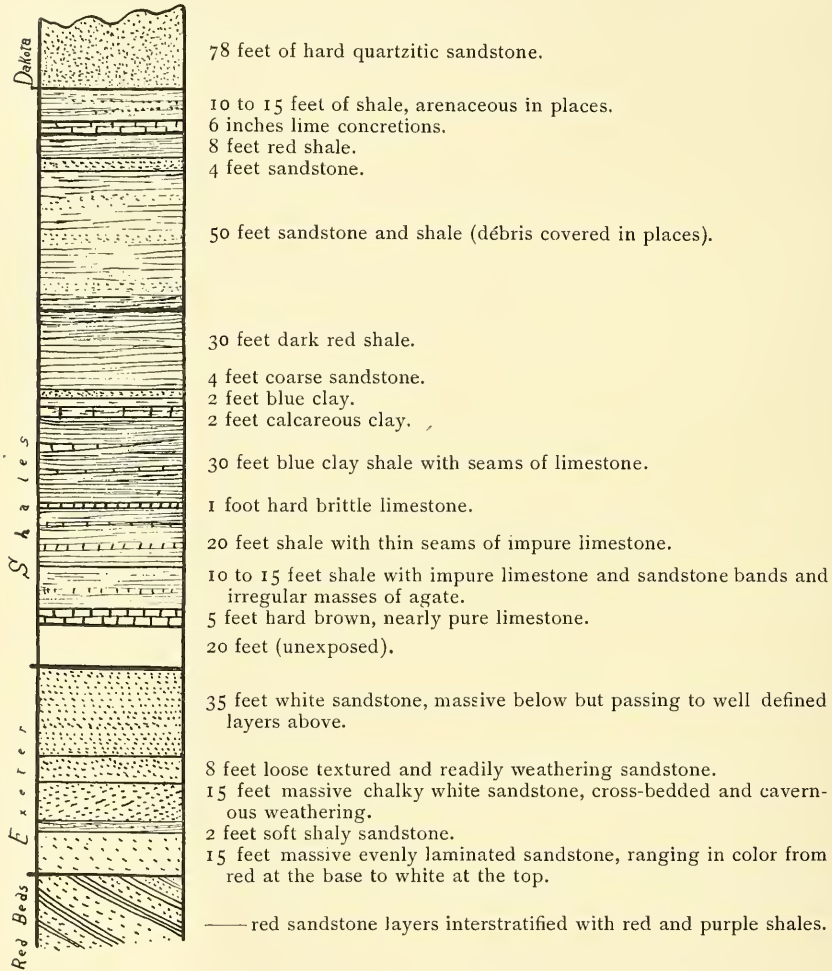 Dakota
78 feet of hard quartzitic sandstone.
10 to 15 feet of shale, arenaceous in places.
6 inches lime concretions.
8 feet red shale.
4 feet sandstone.
50 feet sandstone and shale (débris covered in places).
30 feet dark red shale.
4 feet coarse sandstone.
2 feet blue clay.
2 feet calcareous clay.
Shales
30 feet blue clay shale with seams of limestone.
1 foot hard brittle limestone.
20 feet shale with thin seams of impure limestone.
10 to 15 feet shale with impure limestone and sandstone bands and
irregular masses of agate.
5 feet hard brown, nearly pure limestone.
20 feet (unexposed).
Exeter
35 feet white sandstone, massive below but passing to well defined
layers above.
8 feet loose textured and readily weathering sandstone.
15 feet massive chalky white sandstone, cross-bedded and cavern-
ous weathering.
2 feet soft shaly sandstone.
15 feet massive evenly laminated sandstone, ranging in color from
red at the base to white at the top.
Red Beds
—— red sandstone layers interstratified with red and purple shales.